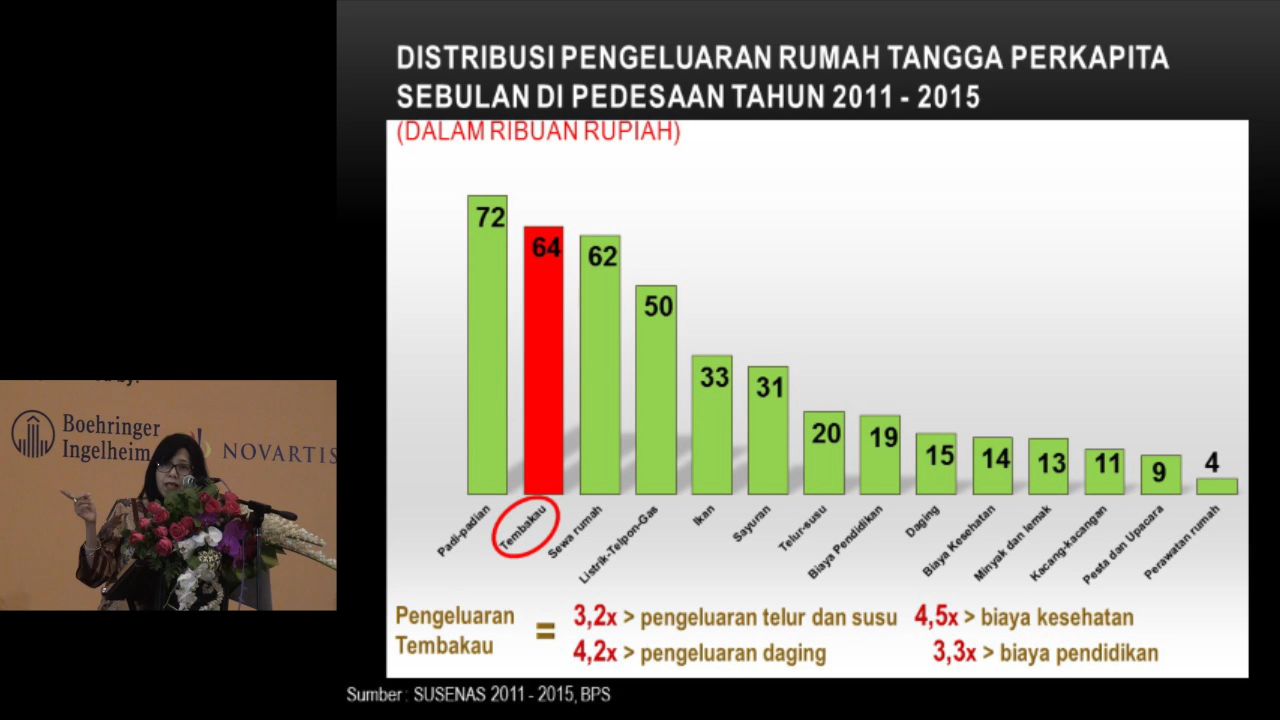 DISTRIBUSI PENGELUARAN RUMAH TANGGA PERKAPITA
SEBULAN DI PEDESAAN TAHUN 2011 - 2015
(DALAM RIBUAN RUPIAH)
72
64
62
50
33
31
20
19
15
14
13
11
9
4
Padi-padian
Tembakau
Sewa rumah
Listrik-Telpon-Gas
Ikan
Sayuran
Telur-susu
Biaya Pendidikan
Daging
Biaya Kesehatan
Minyak dan lemak
Kacang-kacangan
Pesta dan Upacara
Perawatan rumah
Pengeluaran
Tembakau
=
3,2x > pengeluaran telur dan susu 4,5x > biaya kesehatan
4,2x > pengeluaran daging 3,3x > biaya pendidikan
Sumber : SUSENAS 2011 - 2015, BPS
Boehringer
Ingelheim
NOVARTIS